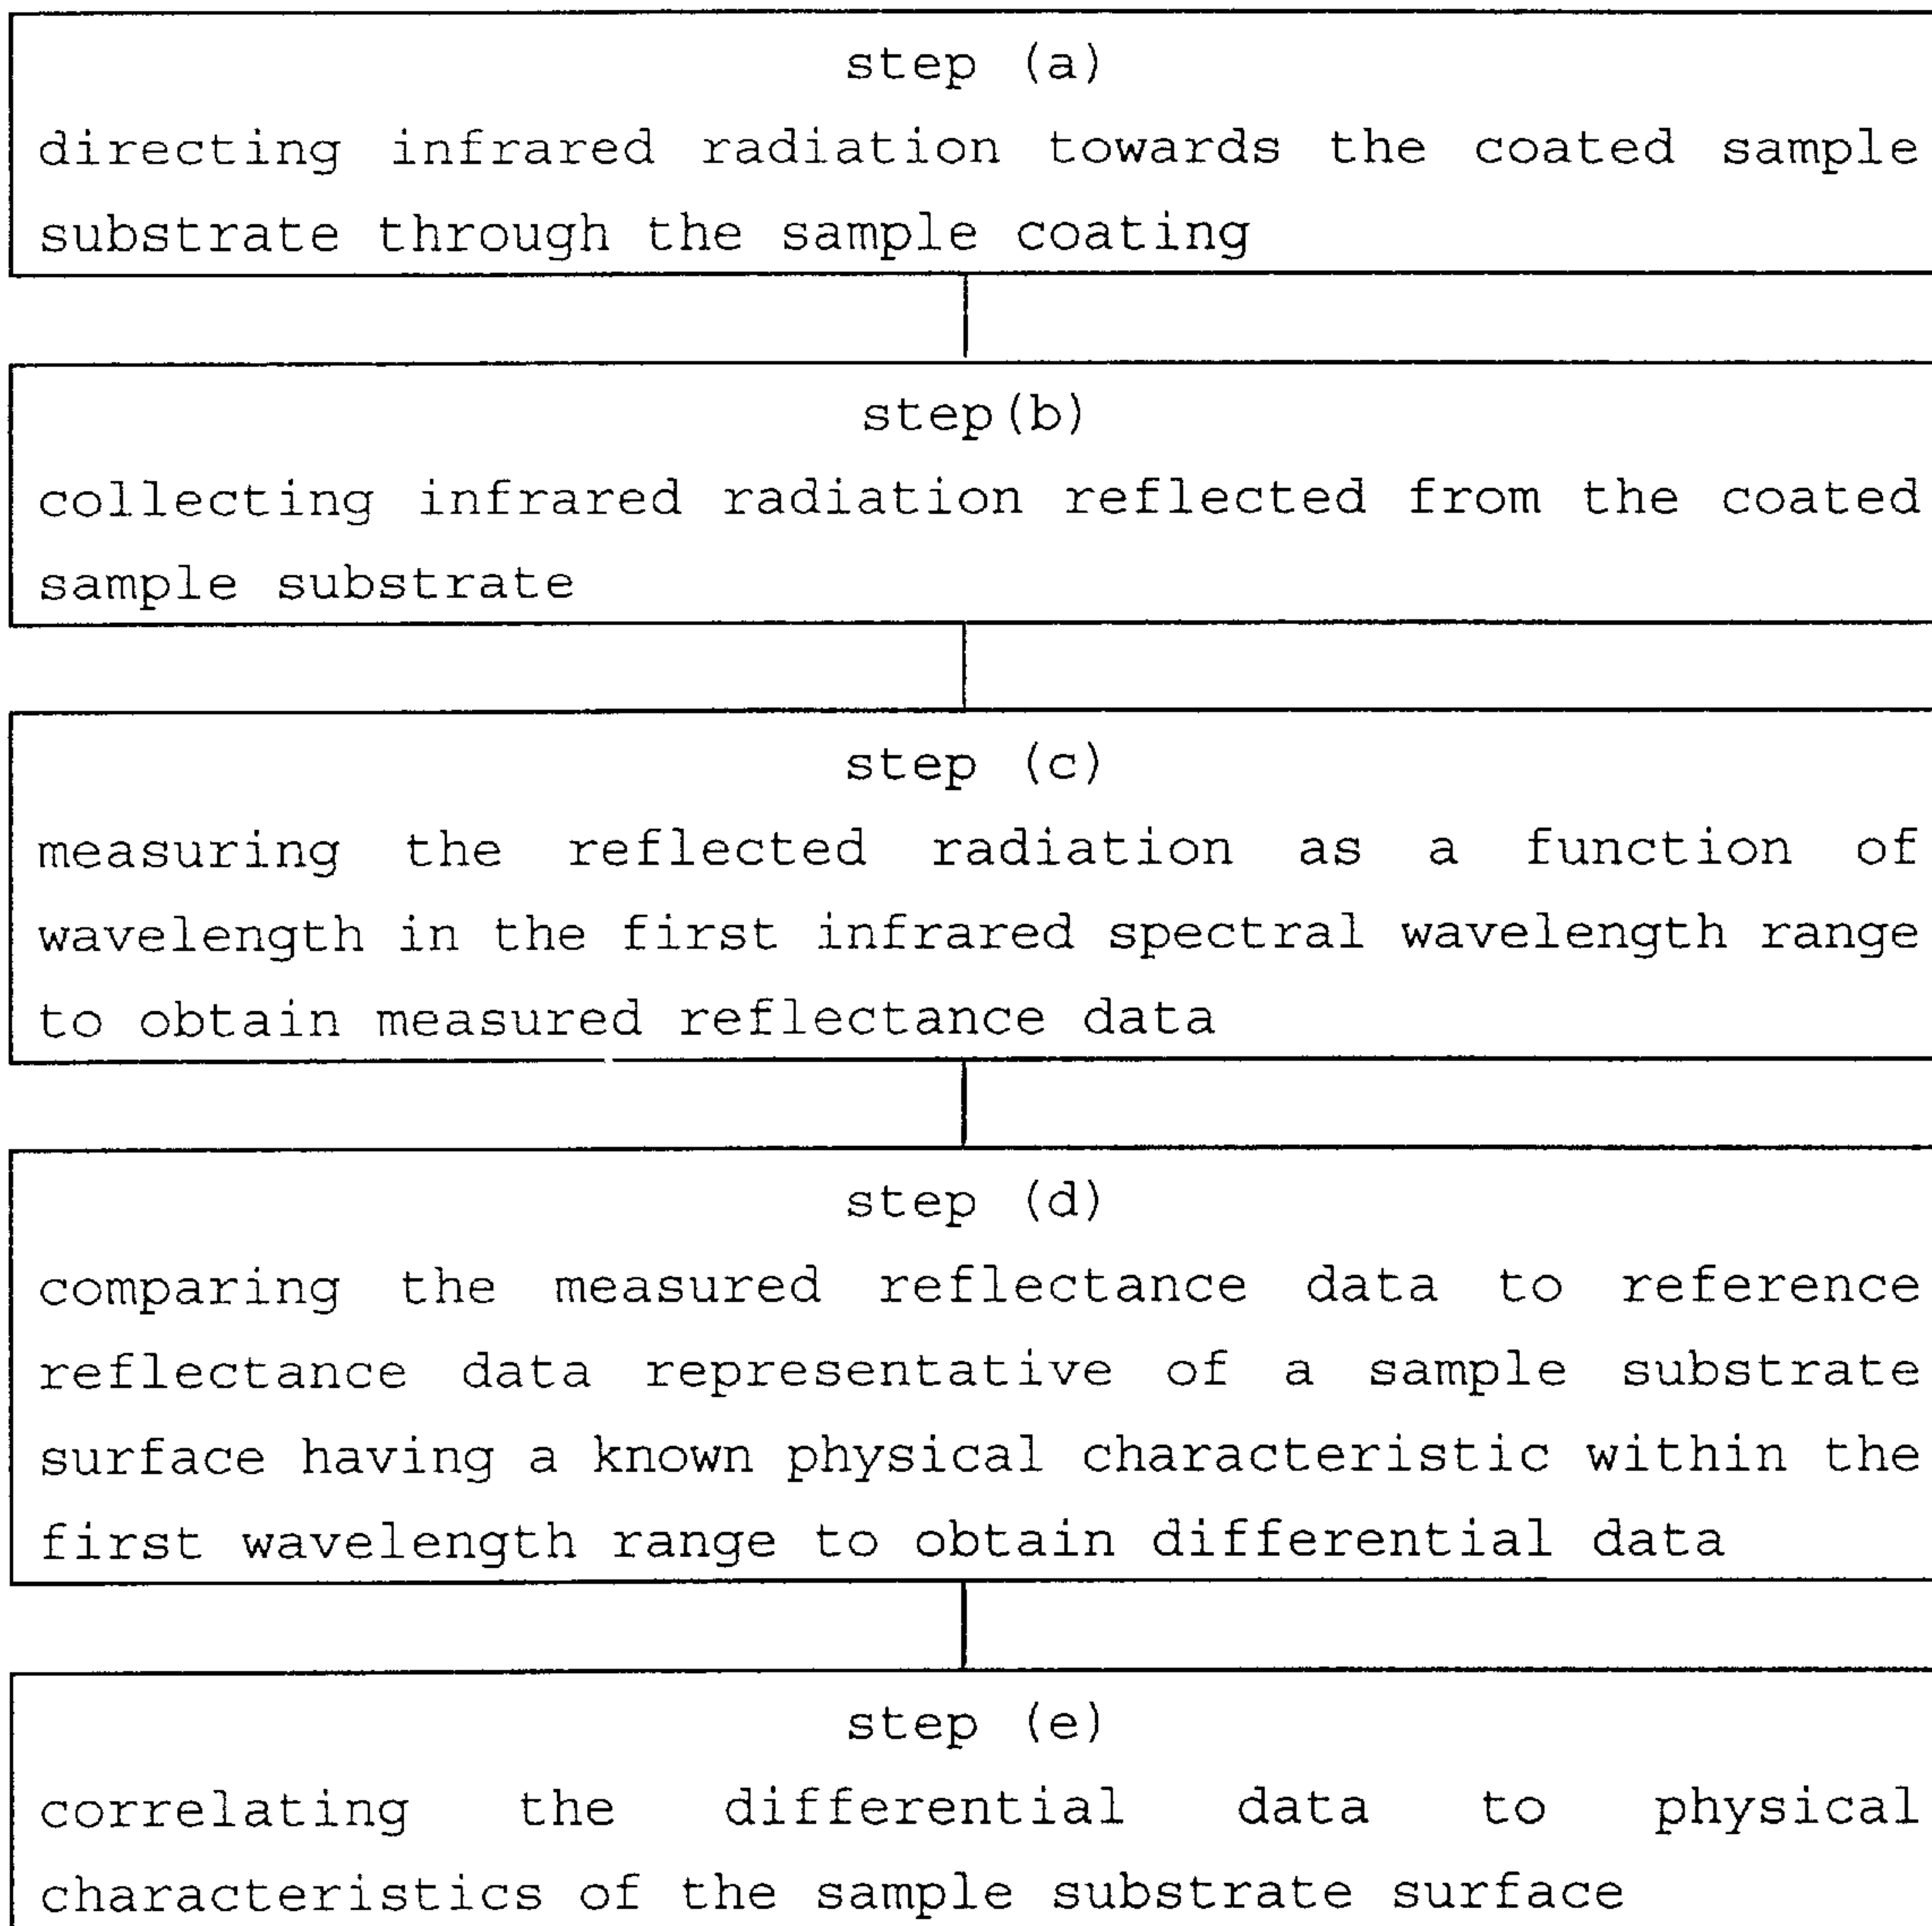 step (a)
directing infrared radiation towards the coated sample
substrate through the sample coating
step(b)
collecting infrared radiation reflected from the coated
sample substrate
step (c)
measuring the reflected radiation as a function of
wavelength in the first infrared spectral wavelength range
to obtain measured reflectance data
step (d)
comparing the measured reflectance data to reference
reflectance data representative of a sample substrate
surface having a known physical characteristic within the
first wavelength range to obtain differential data
step (e)
correlating the differential data to physical
characteristics of the sample substrate surface